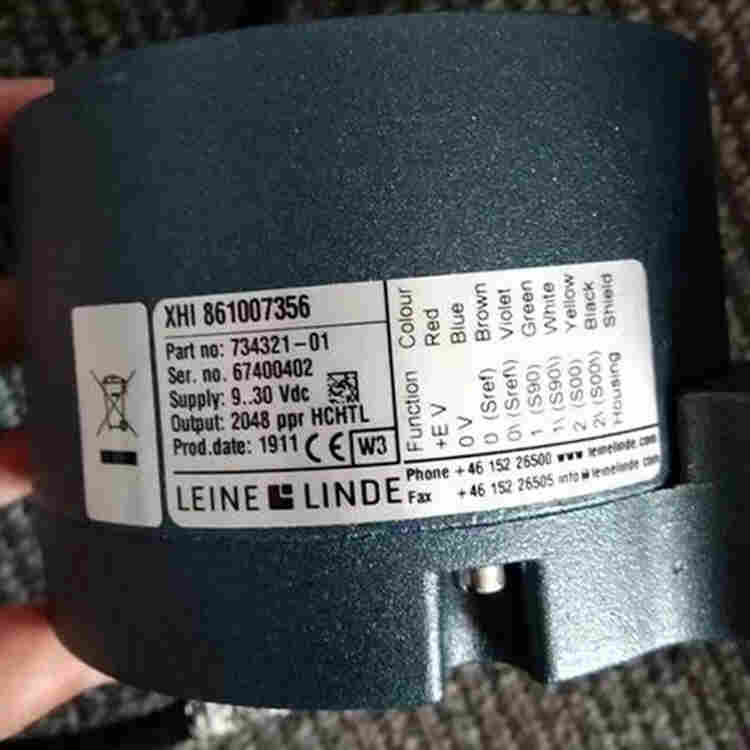 XHI 861007356
Part no: 734321-01
Ser. no. 67400402
Supply: 9..30 Vdc
Output: 2048 ppr HCHTL
Prod.date: 1911 CE W3
LEINE LINDE
Function Colour
+E V Red
0 V Blue
0 (Sref) Brown
0\ (Sref\) Violet
1 (S90) Green
1\ (S90\) White
2 (S00) Yellow
2\ (S00\) Black
Housing Shield
Phone +46 152 26500 www.leinelinde.com
Fax +46 152 26505 info@leinelinde.com